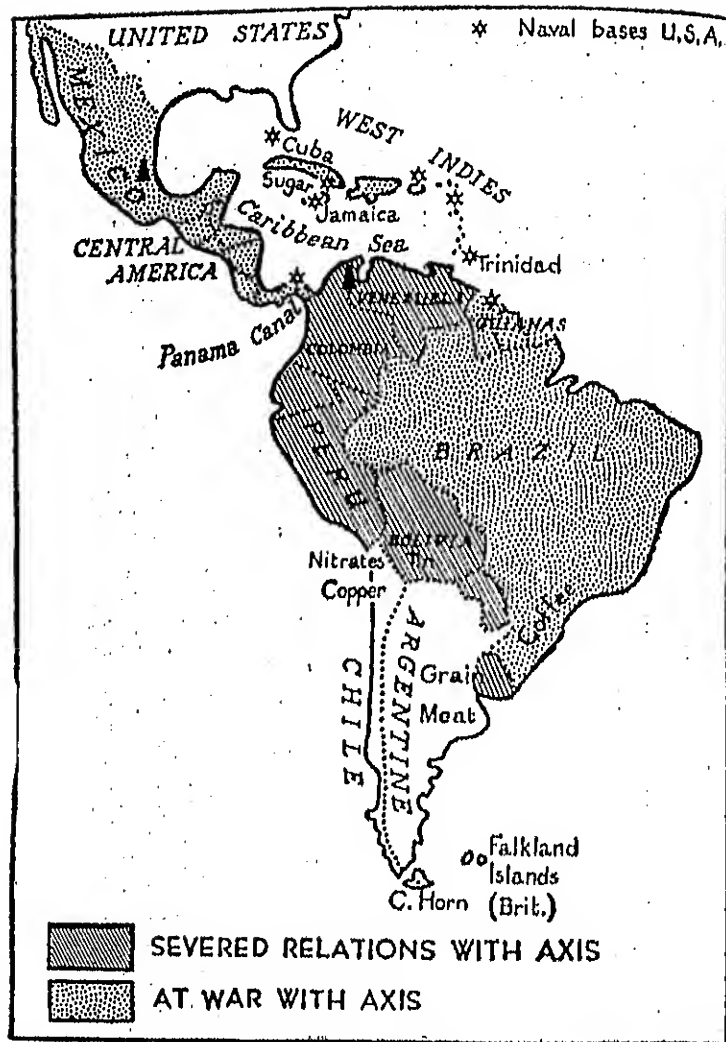 UNITED STATES
Naval bases U.S.A.
MEXICO
WEST INDIES
Cuba
Sugar
Jamaica
Caribbean Sea
CENTRAL AMERICA
Trinidad
Panama Canal
VENEZUELA
GUIANAS
COLOMBIA
BRAZIL
PERU
BOLIVIA
Tin
Nitrates
Copper
Coffee
ARGENTINE
CHILE
Grain
Meat
Falkland
Islands
(Brit.)
C. Horn
SEVERED RELATIONS WITH AXIS
AT WAR WITH AXIS